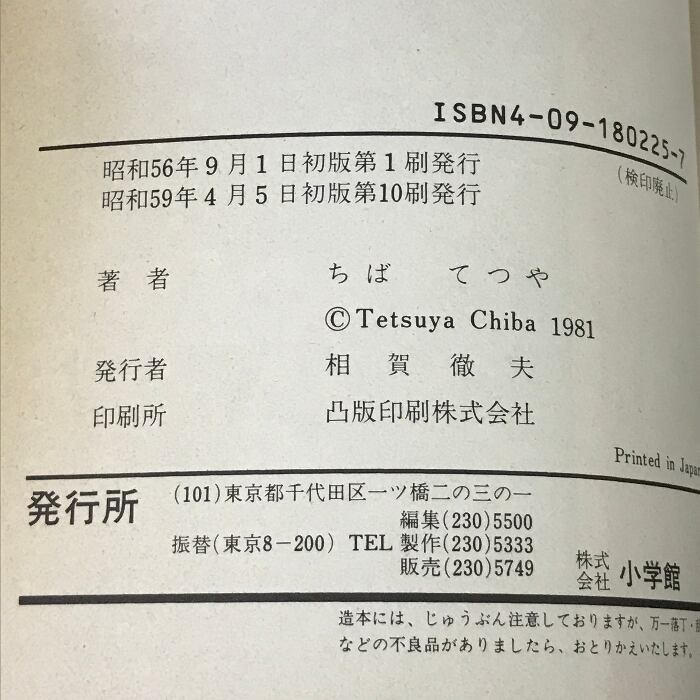 ISBN4-09-180225-7
昭和56年9月1日初版第1刷発行
(検印廃止)
昭和59年4月5日初版第10刷発行
著者 ちば てつや
©Tetsuya Chiba 1981
発行者 相賀徹夫
印刷所 凸版印刷株式会社
Printed in Japan
発行所 (101)東京都千代田区一ツ橋二の三の一
編集(230)5500
振替(東京8-200) TEL 製作(230)5333
販売(230)5749
株式会社 小学館
造本には、じゅうぶん注意しておりますが、万一落丁・
などの不良品がありましたら、おとりかえいたします。